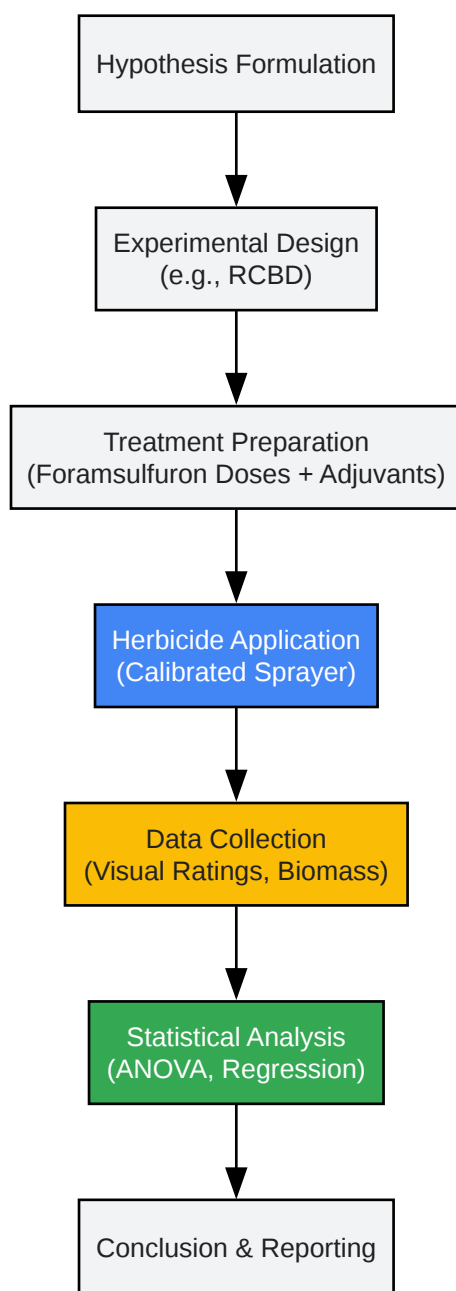 Hypothesis Formulation
Experimental Design
(e.g., RCBD)
Treatment Preparation
(Foramsulfuron Doses + Adjuvants)
Herbicide Application
(Calibrated Sprayer)
Data Collection
(Visual Ratings, Biomass)
Statistical Analysis
(ANOVA, Regression)
Conclusion & Reporting